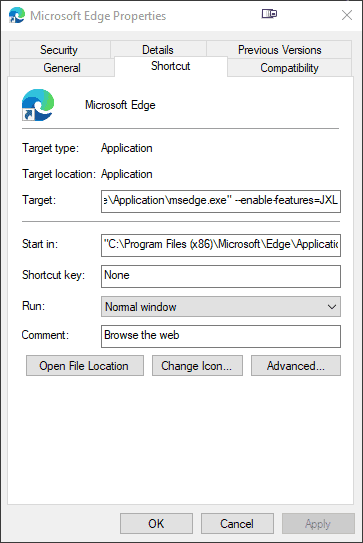 Microsoft Edge Properties
Security Details Previous Versions
General Shortcut Compatibility
Microsoft Edge
Target type: Application
Target location: Application
Target: e\Application\msedge.exe" --enable-features=JXL
Start in: "C:\Program Files (x86)\Microsoft\Edge\Applicatio
Shortcut key: None
Run: Normal window
Comment: Browse the web
Open File Location Change Icon... Advanced...
OK Cancel Apply